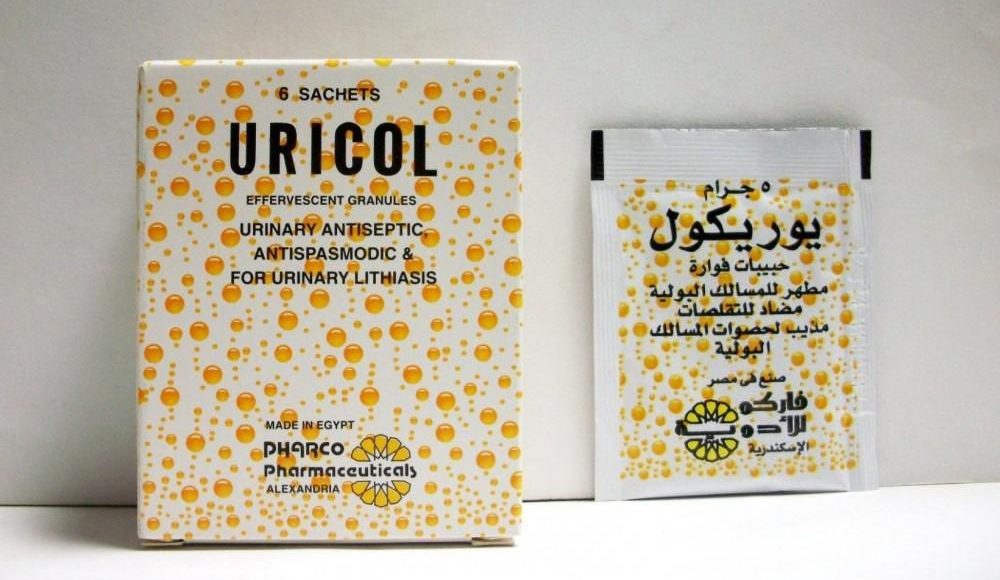 6 SACHETS
URICOL
EFFERVESCENT GRANULES
URINARY ANTISEPTIC,
ANTISPASMODIC &
FOR URINARY LITHIASIS
MADE IN EGYPT
PHARCO
Pharmaceuticals
ALEXANDRIA
٥ جرام
يوريكول
حبيبات فوارة
مطهر للمسالك البولية
مضاد للتقلصات
مذيب لحصوات المسالك
البولية
صنع فى مصر
فاركو
للأدوية
الإسكندرية